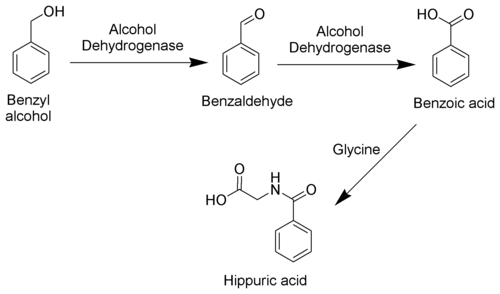 OH
Alcohol
Dehydrogenase
O
Alcohol
Dehydrogenase
HO
O
Benzyl
alcohol
Benzaldehyde
Benzoic acid
Glycine
O
HO
H
N
O
Hippuric acid